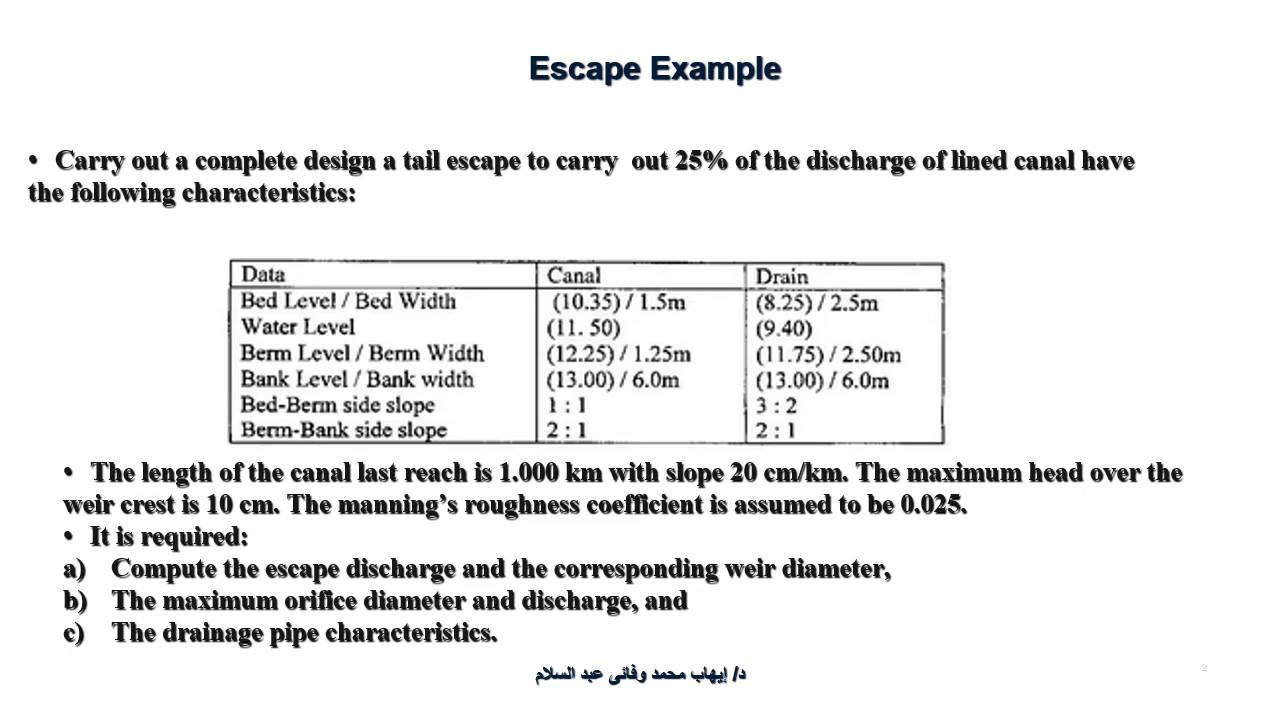 Escape Example
• Carry out a complete design a tail escape to carry out 25% of the discharge of lined canal have
the following characteristics:
Data Canal Drain
Bed Level / Bed Width (10.35) / 1.5m (8.25) / 2.5m
Water Level (11. 50) (9.40)
Berm Level / Berm Width (12.25) / 1.25m (11.75) / 2.50m
Bank Level / Bank width (13.00) / 6.0m (13.00) / 6.0m
Bed-Berm side slope 1 : 1 3 : 2
Berm-Bank side slope 2 : 1 2 : 1
• The length of the canal last reach is 1.000 km with slope 20 cm/km. The maximum head over the
weir crest is 10 cm. The manning’s roughness coefficient is assumed to be 0.025.
• It is required:
a) Compute the escape discharge and the corresponding weir diameter,
b) The maximum orifice diameter and discharge, and
c) The drainage pipe characteristics.
د/ إيهاب محمد وفائى عبد السلام
2